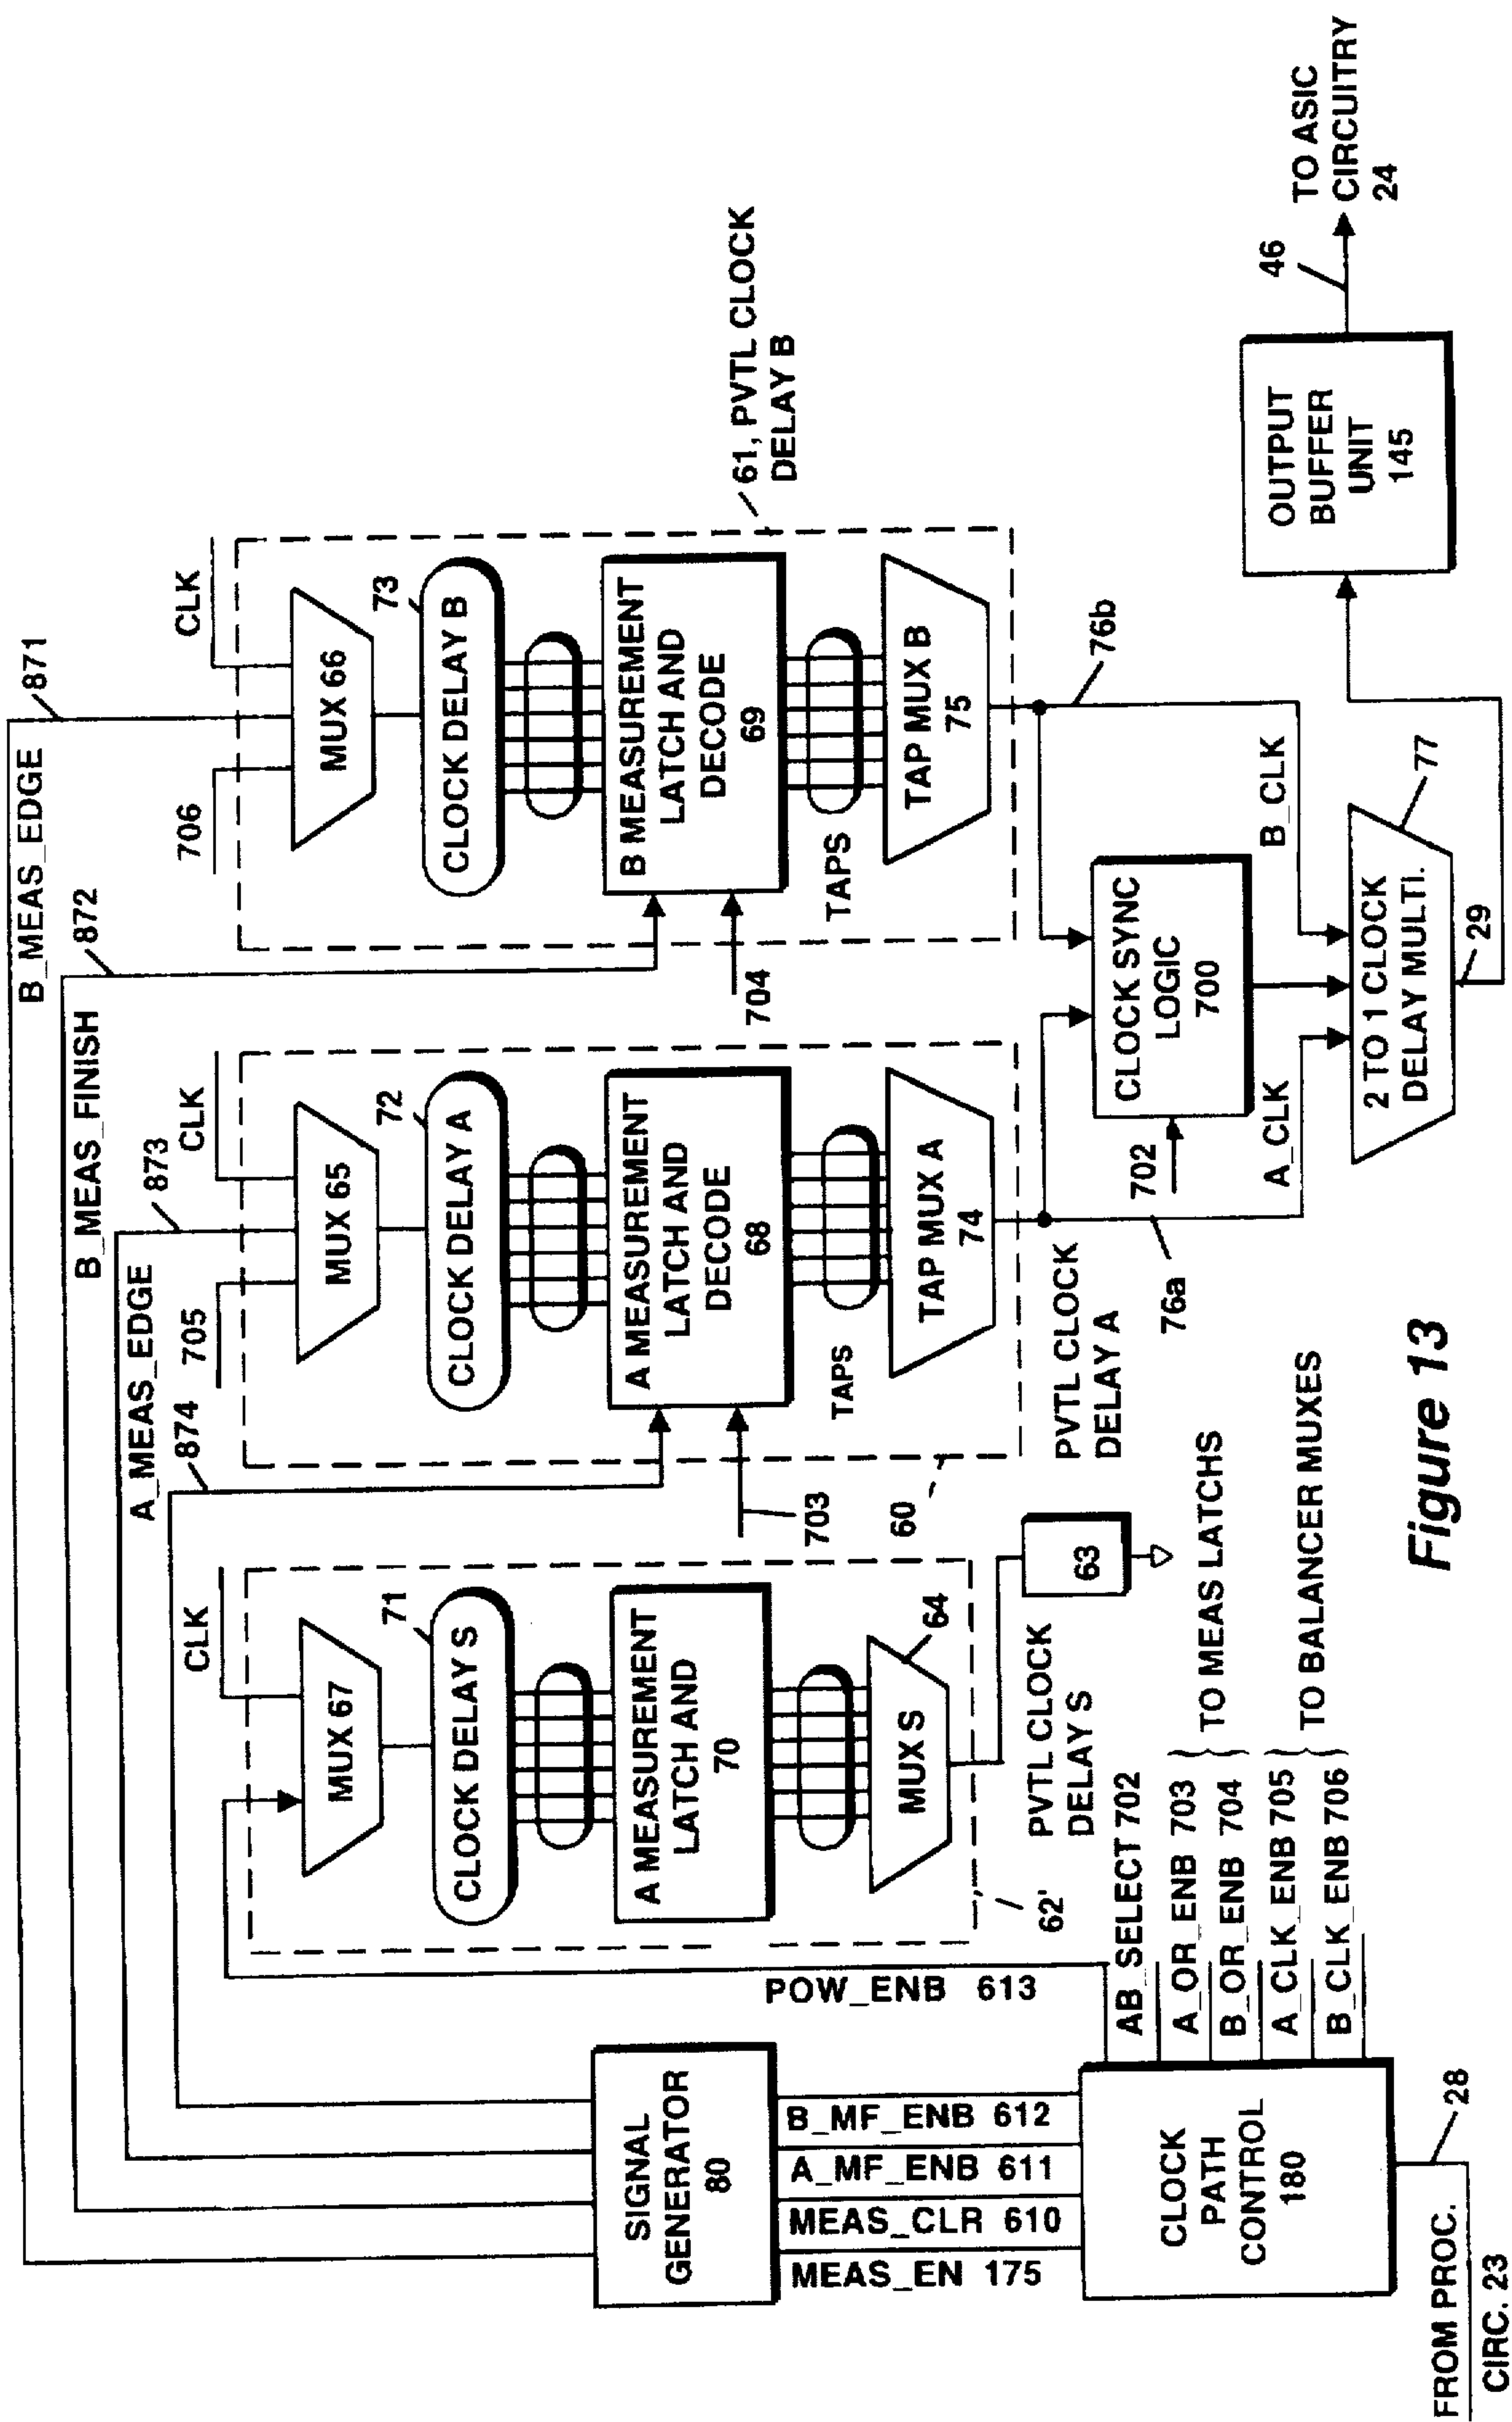 B_MEAS_EDGE
871
B_MEAS_FINISH
872
A_MEAS_EDGE
873
874
CLK
MUX 67
71
CLOCK DELAY S
A MEASUREMENT
LATCH AND
70
MUX S
64
62'
PVTL CLOCK
DELAY S
63
705
CLK
MUX 65
72
CLOCK DELAY A
A MEASUREMENT
LATCH AND
DECODE
68
703
TAPS
TAP MUX A
74
60
PVTL CLOCK
DELAY A
76a
706
CLK
MUX 66
73
CLOCK DELAY B
B MEASUREMENT
LATCH AND
DECODE
69
704
TAPS
TAP MUX B
75
61, PVTL CLOCK
DELAY B
76b
SIGNAL
GENERATOR
80
POW_ENB 613
B_MF_ENB 612
A_MF_ENB 611
MEAS_CLR 610
MEAS_EN 175
CLOCK
PATH
CONTROL
180
AB_SELECT 702
A_OR_ENB 703
B_OR_ENB 704
TO MEAS LATCHS
A_CLK_ENB 705
B_CLK_ENB 706
TO BALANCER MUXES
28
FROM PROC.
CIRC. 23
702
CLOCK SYNC
LOGIC
700
A_CLK
B_CLK
2 TO 1 CLOCK
DELAY MULTI.
77
29
OUTPUT
BUFFER
UNIT
145
46
TO ASIC
CIRCUITRY
24
Figure 13